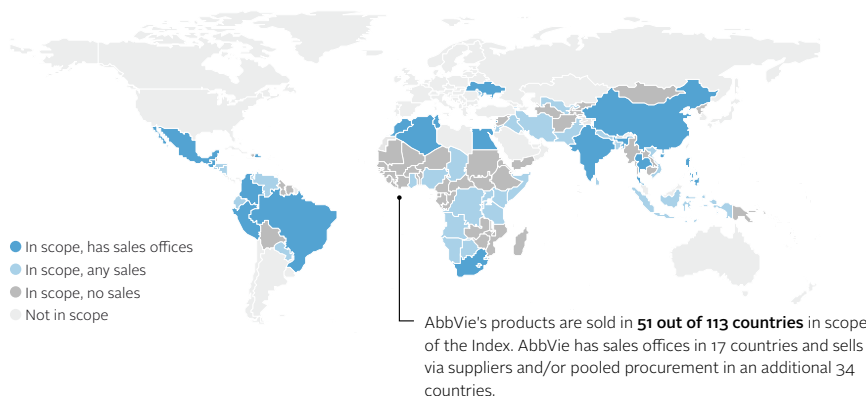 In scope, has sales offices
In scope, any sales
In scope, no sales
Not in scope
AbbVie's products are sold in 51 out of 113 countries in scope
of the Index. AbbVie has sales offices in 17 countries and sells
via suppliers and/or pooled procurement in an additional 34
countries.